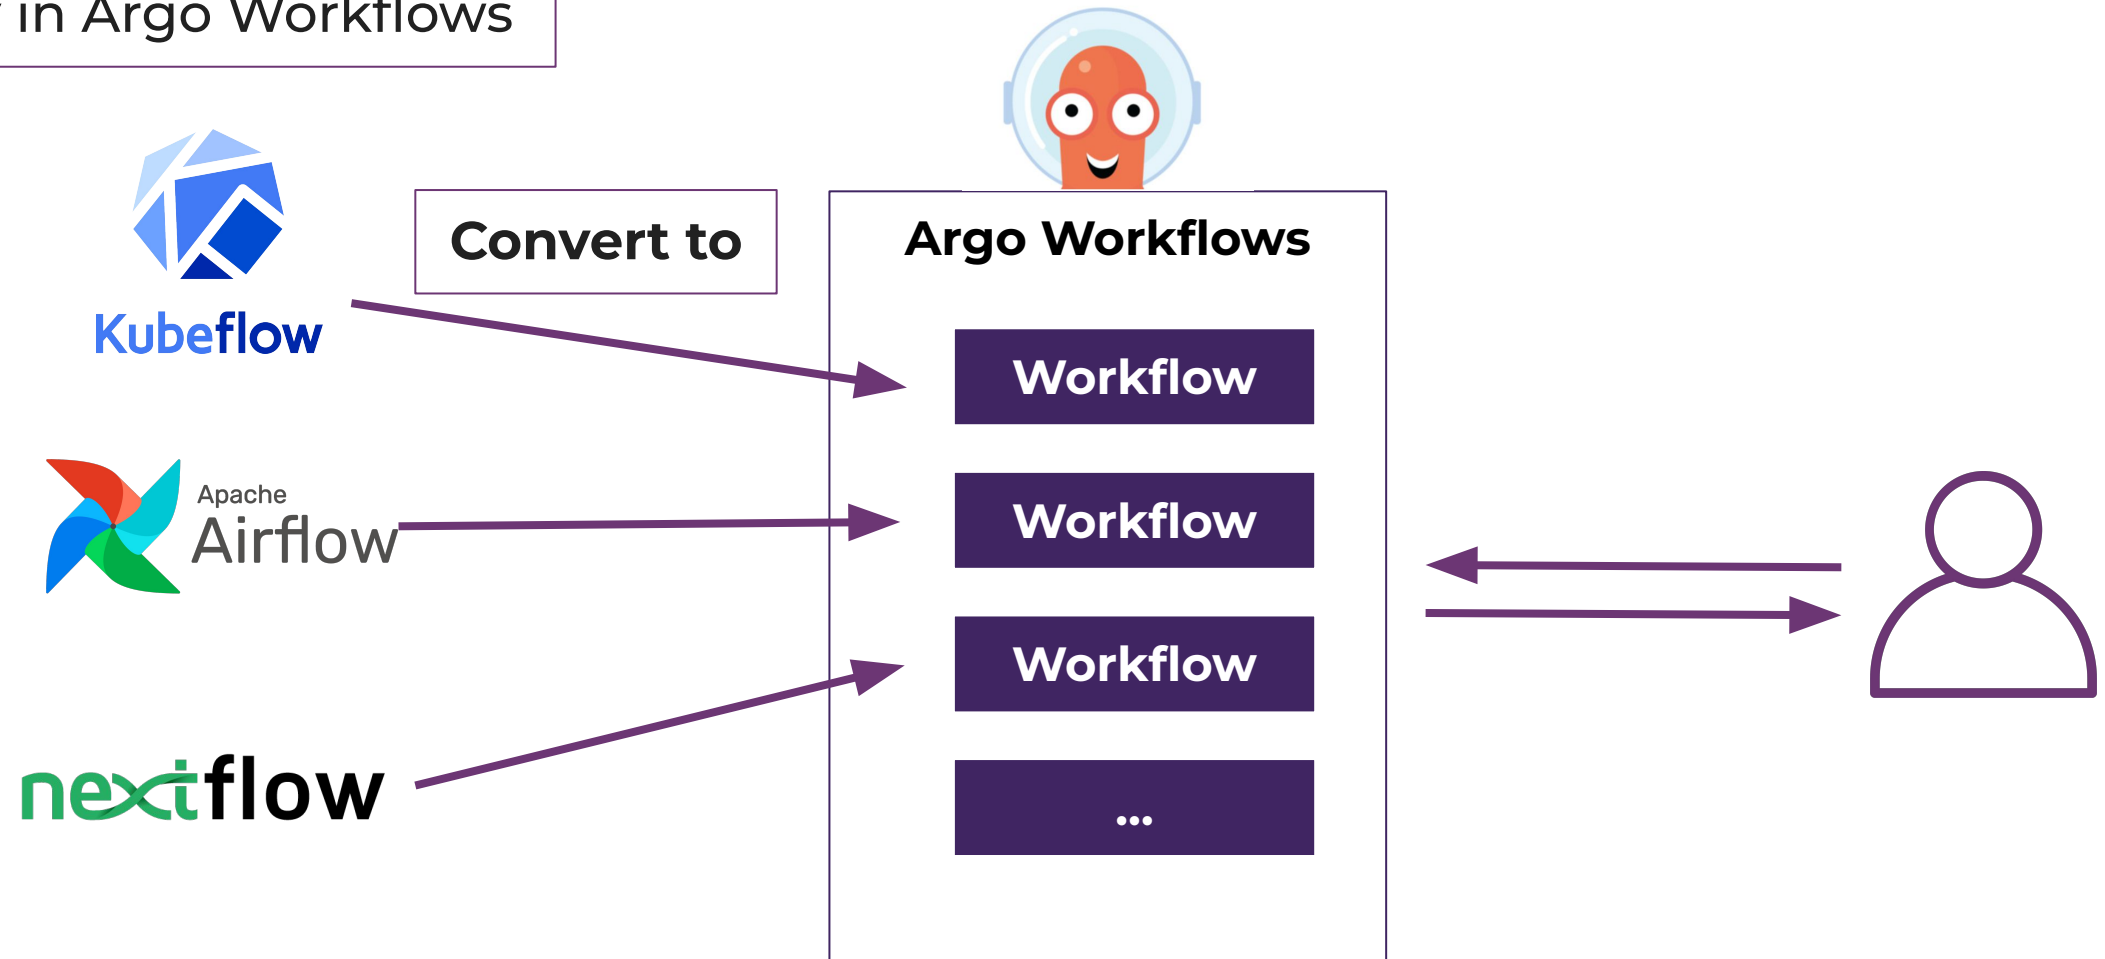 in Argo Workflows
Kubeflow
Convert to
Argo Workflows
Workflow
Apache
Airflow
Workflow
Workflow
nextflow
...